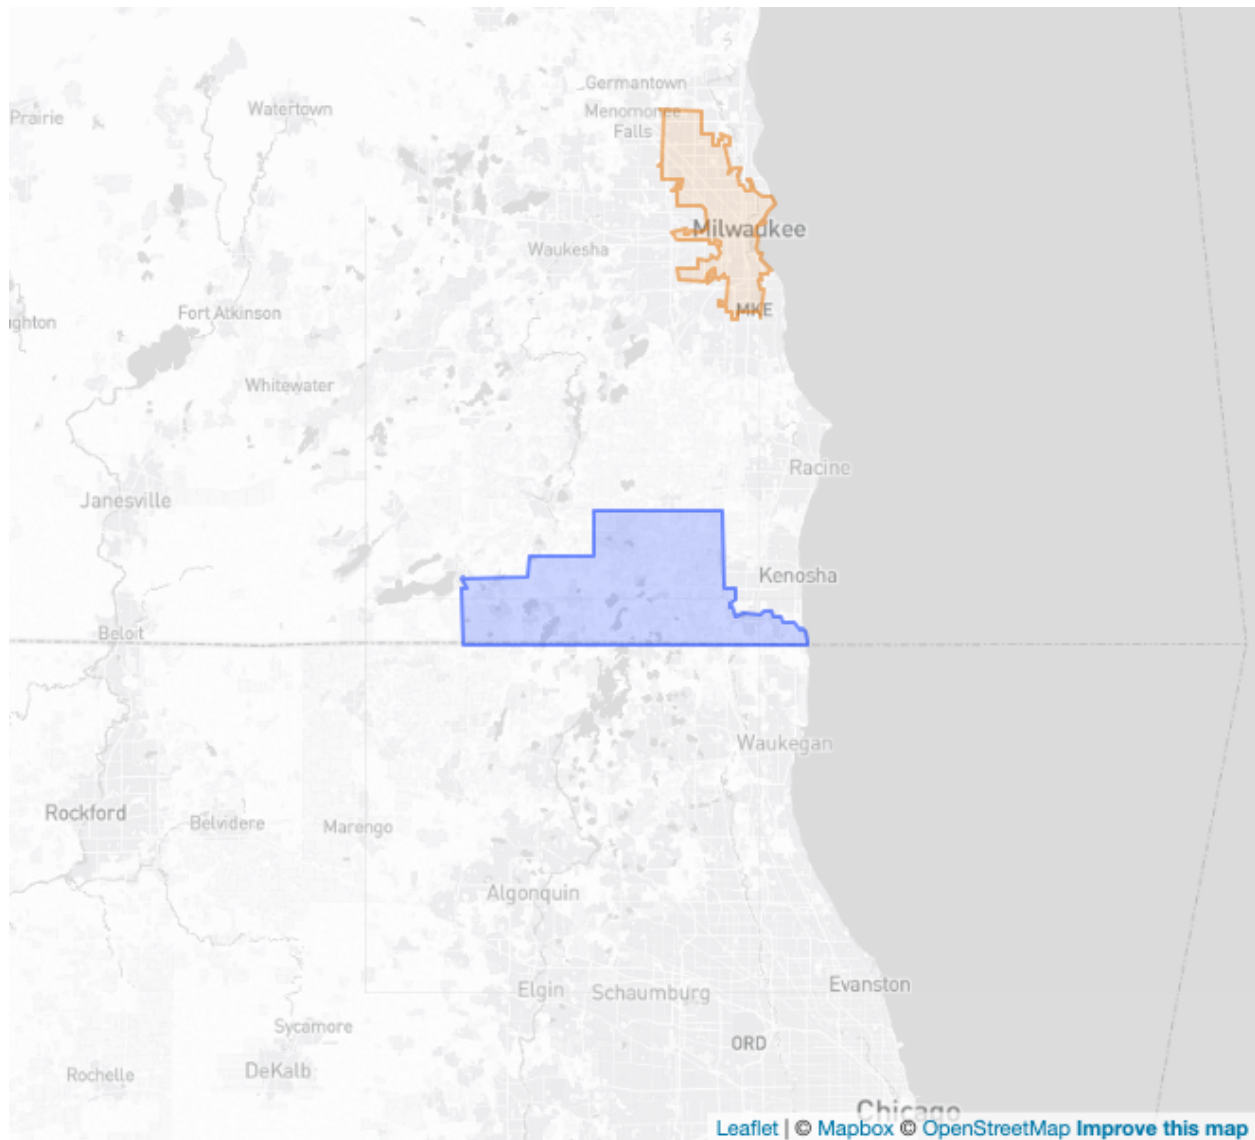 Germantown
Menomonee
Falls
Watertown
Prairie
Milwaukee
Waukesha
MKE
Fort Atkinson
ghton
Whitewater
Racine
Janesville
Kenosha
Beloit
Waukegan
Rockford
Belvidere
Marengo
Algonquin
Evanston
Elgin
Schaumburg
Sycamore
ORD
DeKalb
Rochelle
Chicago
Leaflet | © Mapbox © OpenStreetMap Improve this map